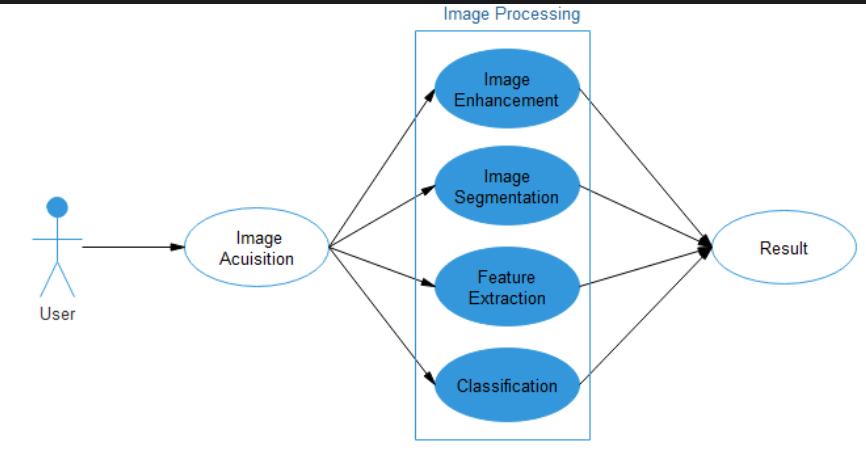 Image Processing
Image
Enhancement
Image
Segmentation
Image
Acuisition
Result
Feature
Extraction
User
Classification